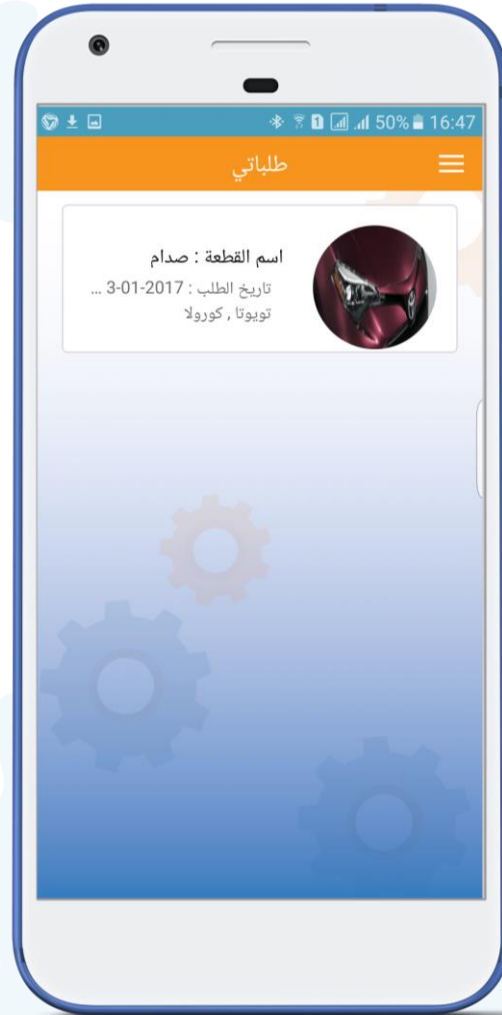 50% 16:47
طلباتي
اسم القطعة : صدام
تاريخ الطلب : 2017-01-3 ...
تويوتا , كورولا